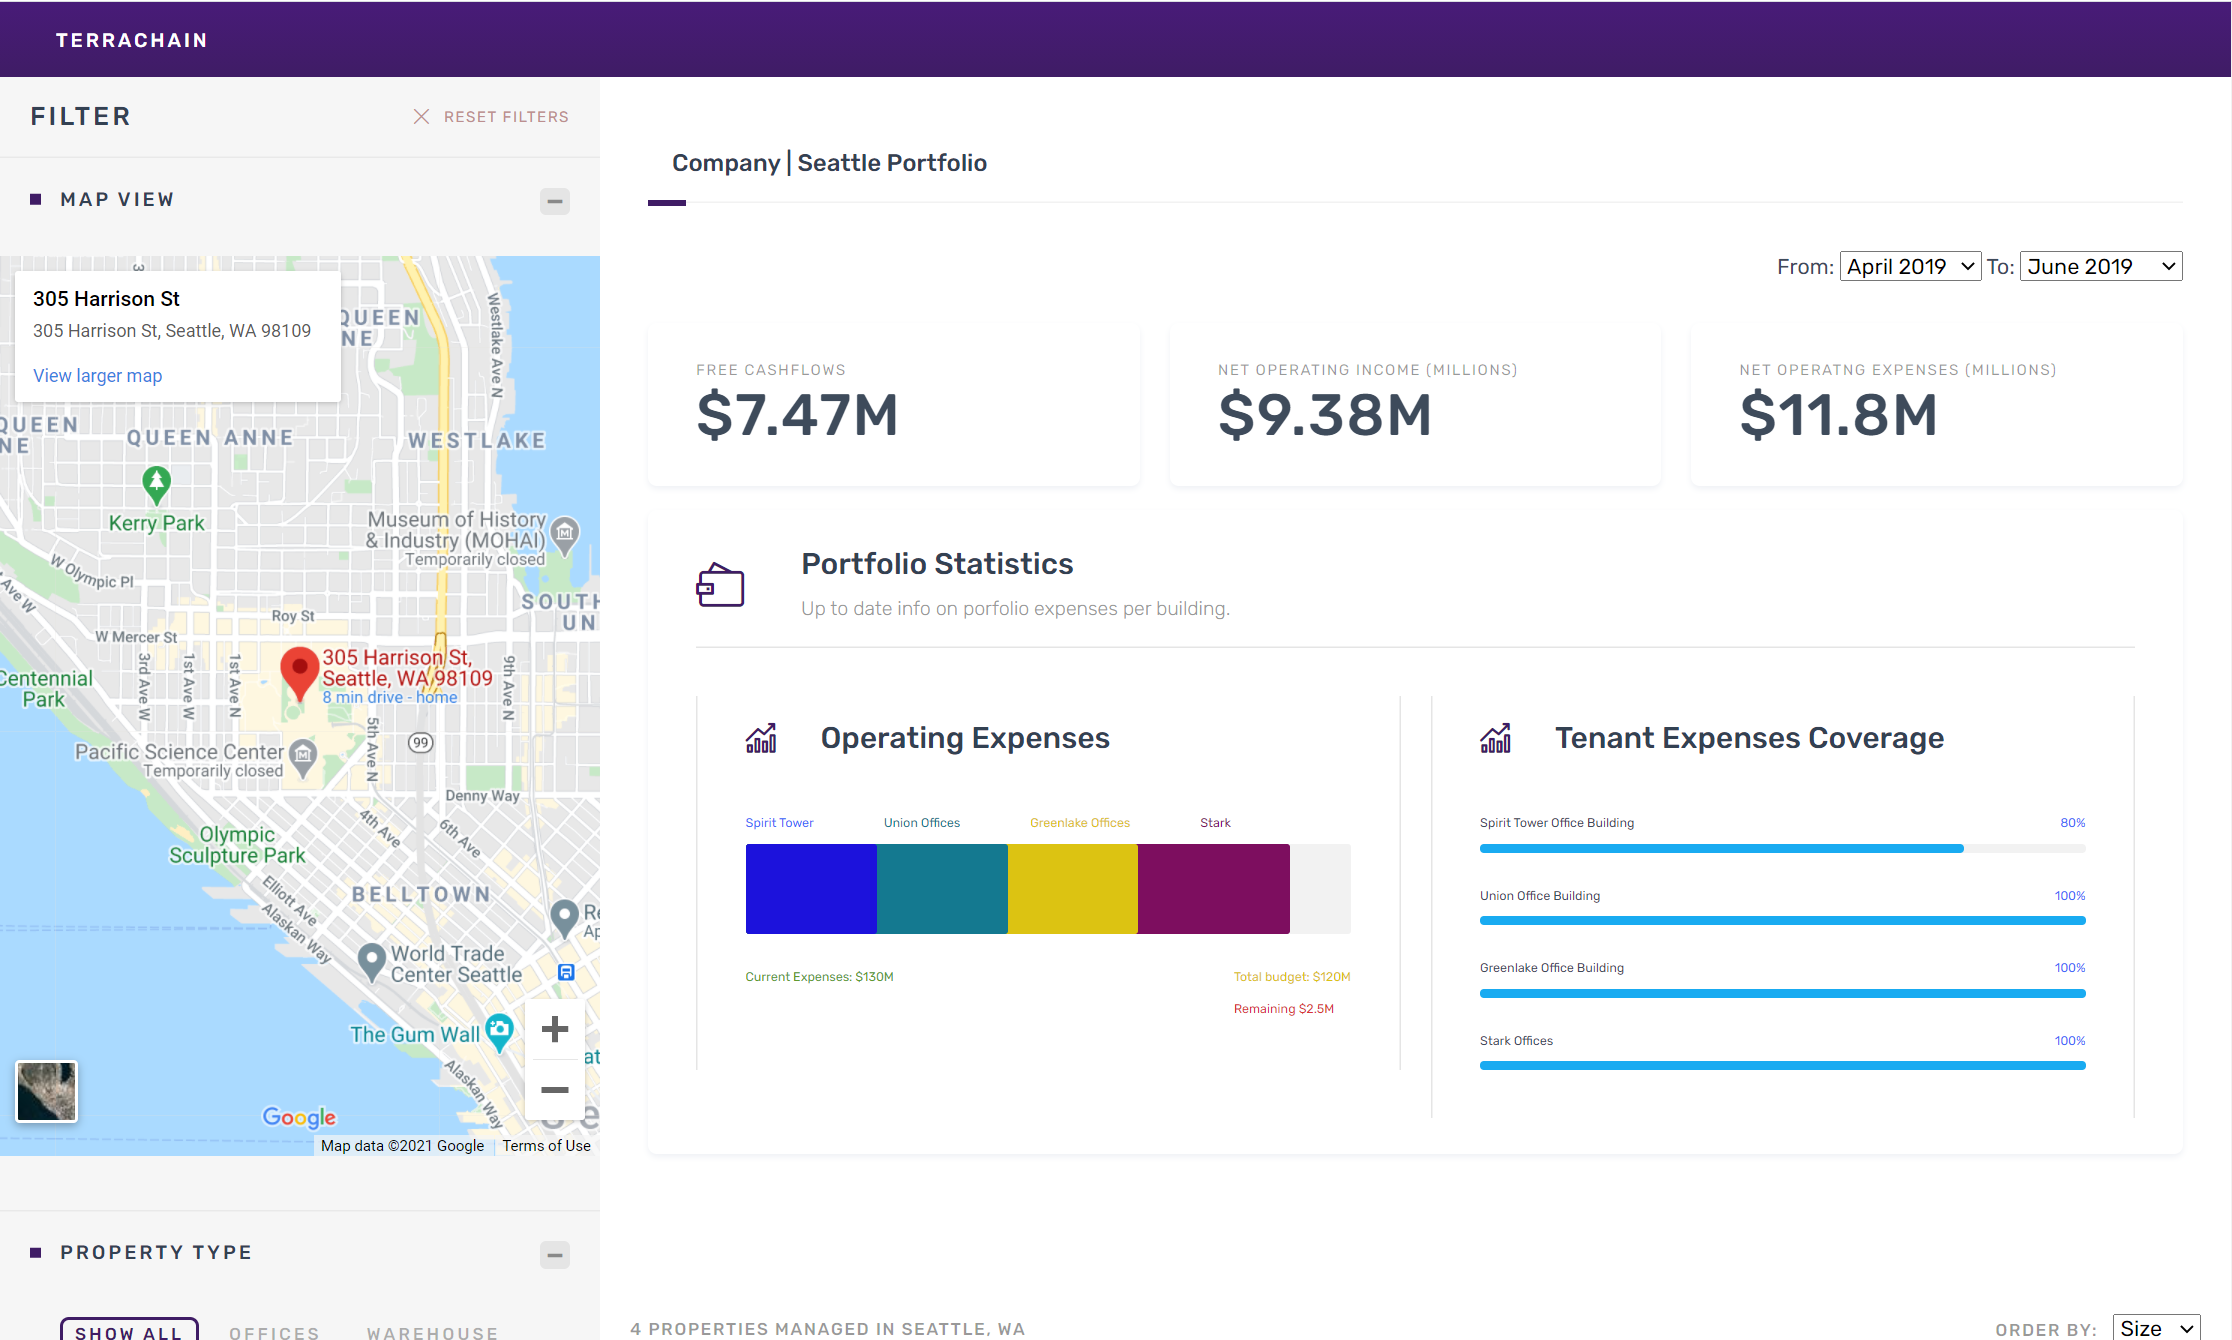 TERRACHAIN
FILTER
RESET FILTERS
MAP VIEW
305 Harrison St
305 Harrison St, Seattle, WA 98109
View larger map
QUEEN
NE
Westlake Ave N
QUEEN
NE
QUEEN ANNE
WESTLAKE
Kerry Park
Museum of History
& Industry (MOHAI)
Temporarily closed
W Olympic Pl
Ave W
SOUTH
UN
Roy St
W Mercer St
3rd Ave W
1st Ave W
1st Ave N
9th Ave N
305 Harrison St,
Seattle, WA 98109
8 min drive - home
Centennial
Park
5th Ave N
99
Pacific Science Center
Temporarily closed
Denny Way
4th Ave
6th Ave
Olympic
Sculpture Park
BELLTOWN
Elliott Ave
Alaskan Way
Re
Ap
World Trade
Center Seattle
The Gum Wall
at
Alaskan Way
Google
Map data ©2021 Google
Terms of Use
PROPERTY TYPE
SHOW ALL
OFFICES
WAREHOUSE
Company | Seattle Portfolio
From: April 2019 To: June 2019
FREE CASHFLOWS
$7.47M
NET OPERATING INCOME (MILLIONS)
$9.38M
NET OPERATNG EXPENSES (MILLIONS)
$11.8M
Portfolio Statistics
Up to date info on porfolio expenses per building.
Operating Expenses
Spirit Tower
Union Offices
Greenlake Offices
Stark
Current Expenses: $130M
Total budget: $120M
Remaining $2.5M
Tenant Expenses Coverage
Spirit Tower Office Building 80%
Union Office Building 100%
Greenlake Office Building 100%
Stark Offices 100%
4 PROPERTIES MANAGED IN SEATTLE, WA
ORDER BY: Size